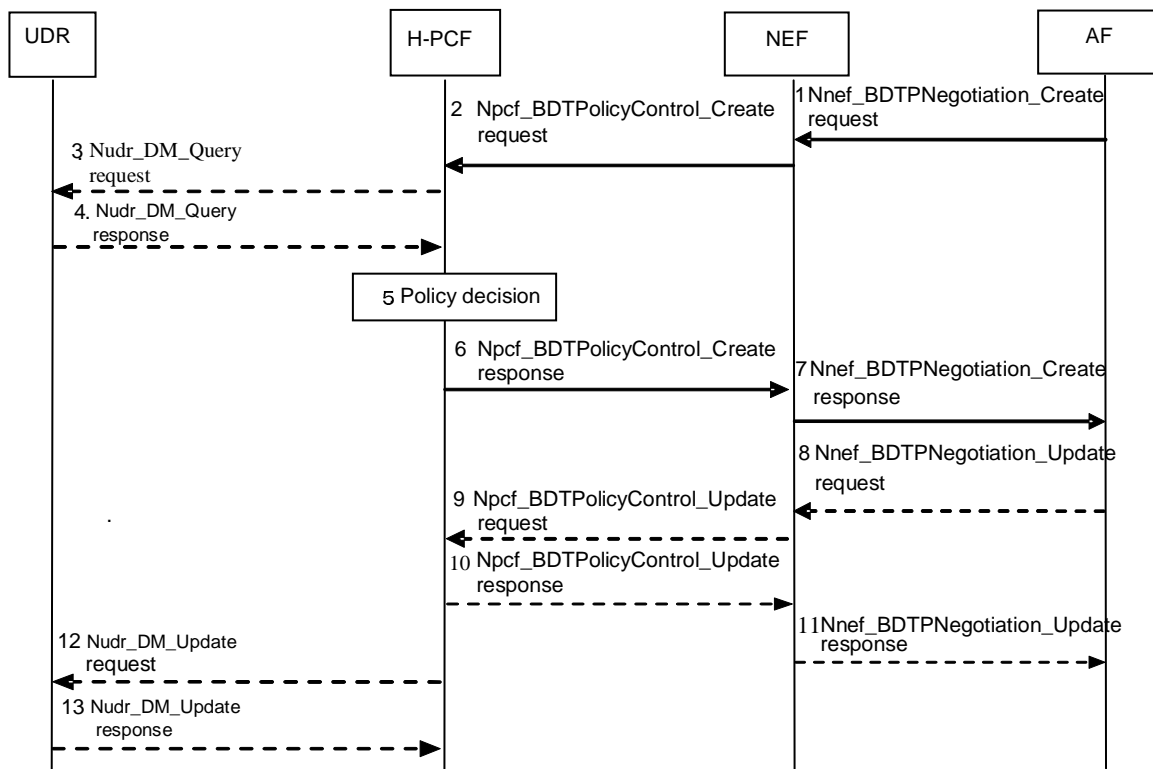 UDR
H-PCF
NEF
AF
1 Nnef_BDTPNegotiation_Create
request
2 Npcf_BDTPolicyControl_Create
request
3. Nudr_DM_Query
request
4. Nudr_DM_Query
response
5 Policy decision
6 Npcf_BDTPolicyControl_Create
response
7 Nnef_BDTPNegotiation_Create
response
8 Nnef_BDTPNegotiation_Update
request
9 Npcf_BDTPolicyControl_Update
request
.
10 Npcf_BDTPolicyControl_Update
response
11 Nnef_BDTPNegotiation_Update
response
12 Nudr_DM_Update
request
13 Nudr_DM_Update
response